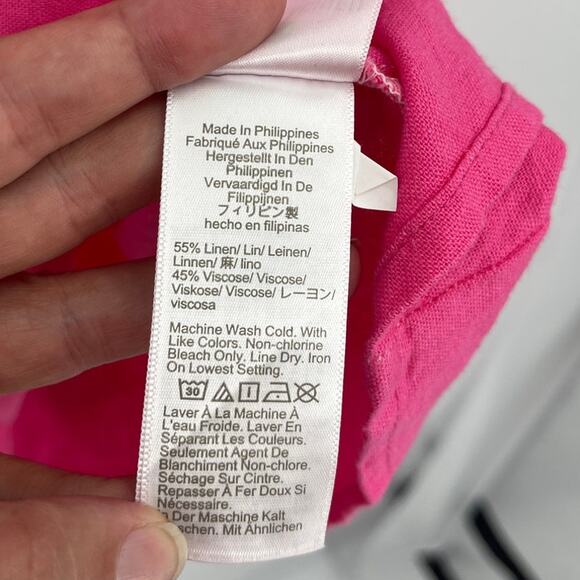 Made In Philippines
Fabriqué Aux Philippines
Hergestellt In Den
Philippinen
Vervaardigd In De
Filippijnen
フィリピン製
hecho en filipinas
55% Linen/ Lin/ Leinen/
Linnen/ 麻/ lino
45% Viscose/ Viscose/
Viskose/ Viscose/ レーヨン/
viscosa
Machine Wash Cold. With
Like Colors. Non-chlorine
Bleach Only. Line Dry. Iron
On Lowest Setting.
30
Laver À La Machine À
L'eau Froide. Laver En
Séparant Les Couleurs.
Seulement Agent De
Blanchiment Non-chlore.
Séchage Sur Cintre.
Repasser À Fer Doux Si
Nécessaire.
In Der Maschine Kalt
schen. Mit Ähnlichen